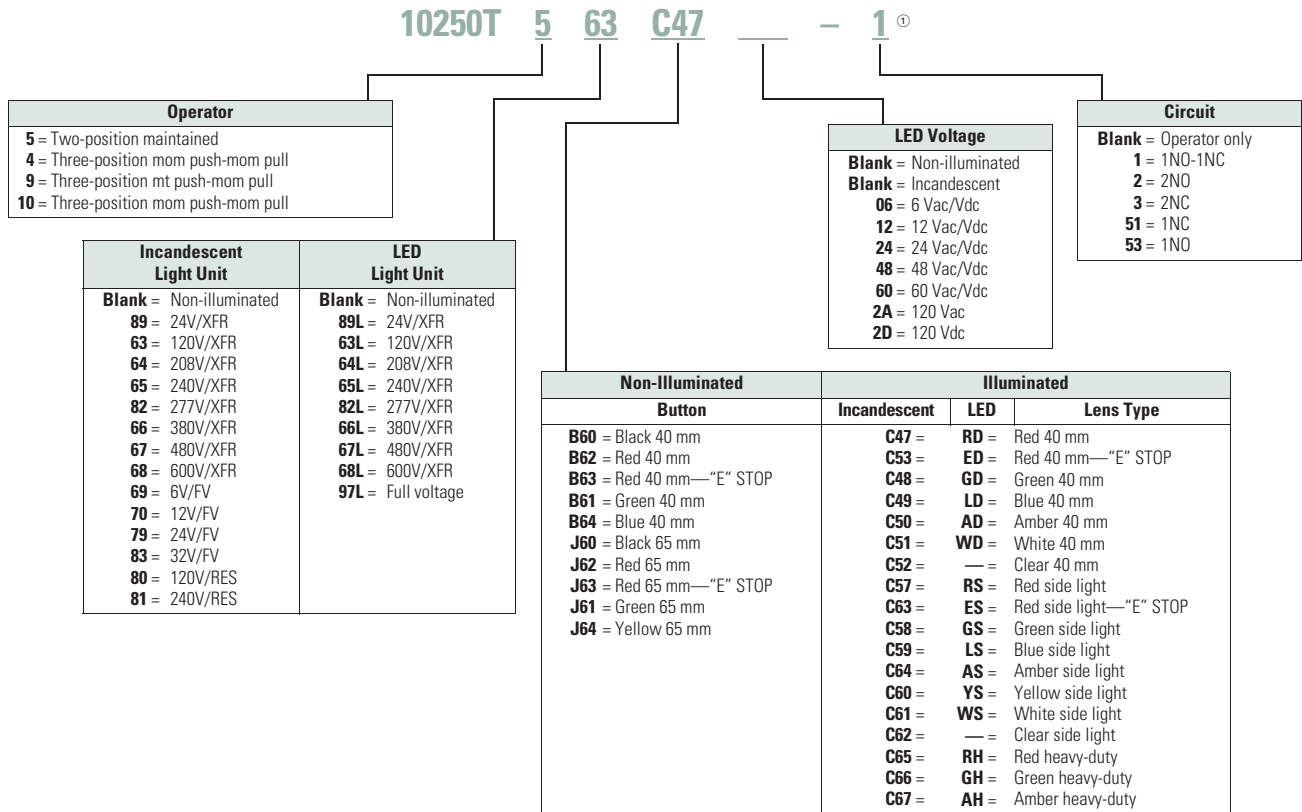 10250T 5 63 C47 ___ – 1 ①
Operator
5 = Two-position maintained
4 = Three-position mom push-mom pull
9 = Three-position mt push-mom pull
10 = Three-position mom push-mom pull
Incandescent Light Unit
Blank = Non-illuminated
89 = 24V/XFR
63 = 120V/XFR
64 = 208V/XFR
65 = 240V/XFR
82 = 277V/XFR
66 = 380V/XFR
67 = 480V/XFR
68 = 600V/XFR
69 = 6V/FV
70 = 12V/FV
79 = 24V/FV
83 = 32V/FV
80 = 120V/RES
81 = 240V/RES
LED Light Unit
Blank = Non-illuminated
89L = 24V/XFR
63L = 120V/XFR
64L = 208V/XFR
65L = 240V/XFR
82L = 277V/XFR
66L = 380V/XFR
67L = 480V/XFR
68L = 600V/XFR
97L = Full voltage
LED Voltage
Blank = Non-illuminated
Blank = Incandescent
06 = 6 Vac/Vdc
12 = 12 Vac/Vdc
24 = 24 Vac/Vdc
48 = 48 Vac/Vdc
60 = 60 Vac/Vdc
2A = 120 Vac
2D = 120 Vdc
Circuit
Blank = Operator only
1 = 1NO-1NC
2 = 2NO
3 = 2NC
51 = 1NC
53 = 1NO
Non-Illuminated
Button
B60 = Black 40 mm
B62 = Red 40 mm
B63 = Red 40 mm—“E” STOP
B61 = Green 40 mm
B64 = Blue 40 mm
J60 = Black 65 mm
J62 = Red 65 mm
J63 = Red 65 mm—“E” STOP
J61 = Green 65 mm
J64 = Yellow 65 mm
Illuminated
Incandescent LED Lens Type
C47 = RD = Red 40 mm
C53 = ED = Red 40 mm—“E” STOP
C48 = GD = Green 40 mm
C49 = LD = Blue 40 mm
C50 = AD = Amber 40 mm
C51 = WD = White 40 mm
C52 = — = Clear 40 mm
C57 = RS = Red side light
C63 = ES = Red side light—“E” STOP
C58 = GS = Green side light
C59 = LS = Blue side light
C64 = AS = Amber side light
C60 = YS = Yellow side light
C61 = WS = White side light
C62 = — = Clear side light
C65 = RH = Red heavy-duty
C66 = GH = Green heavy-duty
C67 = AH = Amber heavy-duty